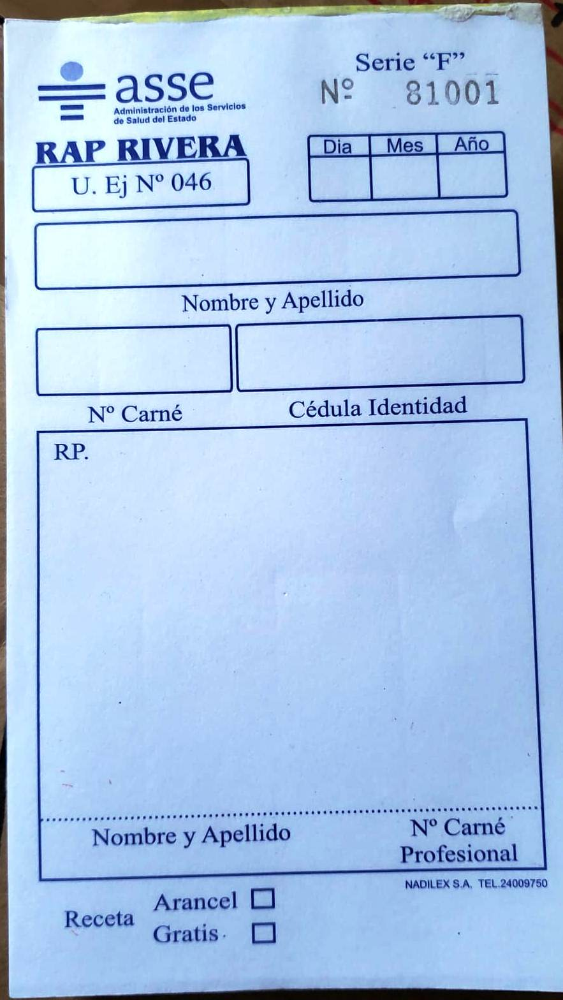 asse
Administración de los Servicios
de Salud del Estado
Serie “F”
Nº 81001
RAP RIVERA
U. Ej Nº 046
Dia Mes Año
Nombre y Apellido
Nº Carné Cédula Identidad
RP.
Nombre y Apellido Nº Carné
Profesional
NADILEX S.A. TEL.24009750
Receta
Arancel
Gratis